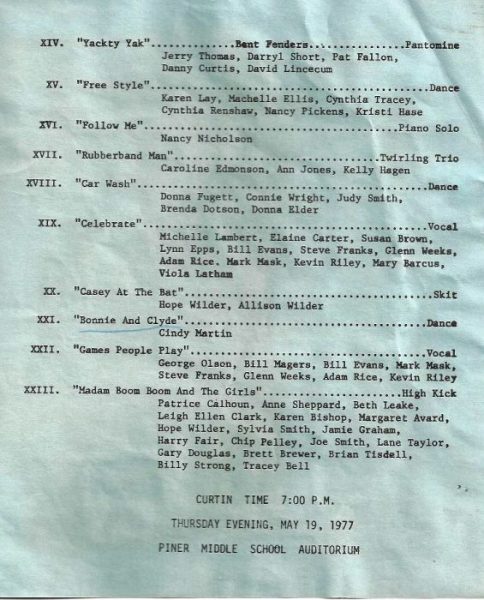 XIV. "Yackty Yak"..............Bent Fenders................Pantomine
Jerry Thomas, Darryl Short, Pat Fallon,
Danny Curtis, David Lincecum
XV. "Free Style".............................................Dance
Karen Lay, Machelle Ellis, Cynthia Tracey,
Cynthia Renshaw, Nancy Pickens, Kristi Hase
XVI. "Follow Me".........................................Piano Solo
Nancy Nicholson
XVII. "Rubberband Man"..................................Twirling Trio
Caroline Edmonson, Ann Jones, Kelly Hagen
XVIII. "Car Wash"..............................................Dance
Donna Fugett, Connie Wright, Judy Smith,
Brenda Dotson, Donna Elder
XIX. "Celebrate".............................................Vocal
Michelle Lambert, Elaine Carter, Susan Brown,
Lynn Epps, Bill Evans, Steve Franks, Glenn Weeks,
Adam Rice. Mark Mask, Kevin Riley, Mary Barcus,
Viola Latham
XX. "Casey At The Bat".......................................Skit
Hope Wilder, Allison Wilder
XXI. "Bonnie And Clyde".......................................Dance
Cindy Martin
XXII. "Games People Play"......................................Vocal
George Olson, Bill Magers, Bill Evans, Mark Mask,
Steve Franks, Glenn Weeks, Adam Rice, Kevin Riley
XXIII. "Madam Boom Boom And The Girls"......................High Kick
Patrice Calhoun, Anne Sheppard, Beth Leake,
Leigh Ellen Clark, Karen Bishop, Margaret Avard,
Hope Wilder, Sylvia Smith, Jamie Graham,
Harry Fair, Chip Pelley, Joe Smith, Lane Taylor,
Gary Douglas, Brett Brewer, Brian Tisdell,
Billy Strong, Tracey Bell
CURTIN TIME 7:00 P.M.
THURSDAY EVENING, MAY 19, 1977
PINER MIDDLE SCHOOL AUDITORIUM